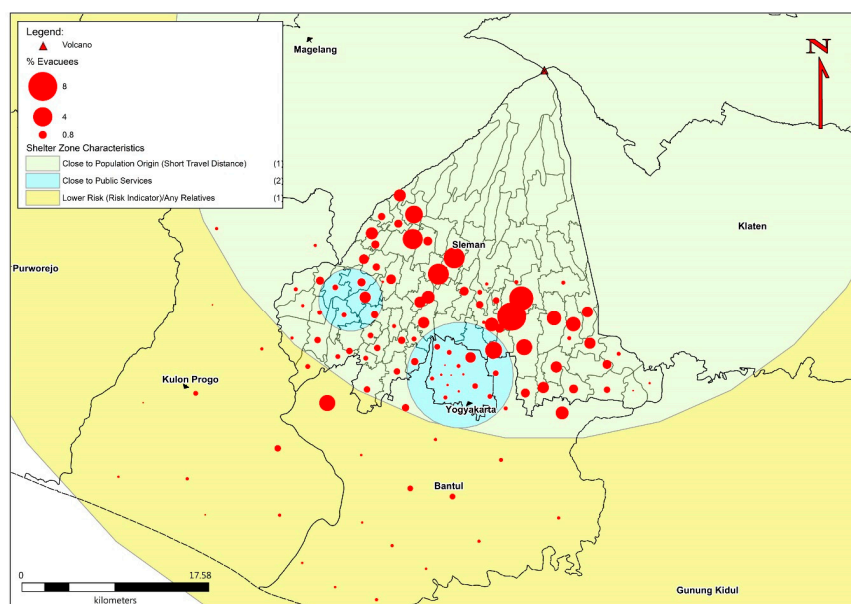 Legend:
Volcano
% Evacuees
8
4
0.8
Shelter Zone Characteristics
Close to Population Origin (Short Travel Distance) (1)
Close to Public Services (2)
Lower Risk (Risk Indicator)/Any Relatives (1)
Magelang
N
Klaten
Sleman
Purworejo
Kulon Progo
Yogyakarta
Bantul
Gunung Kidul
0 17.58
kilometers